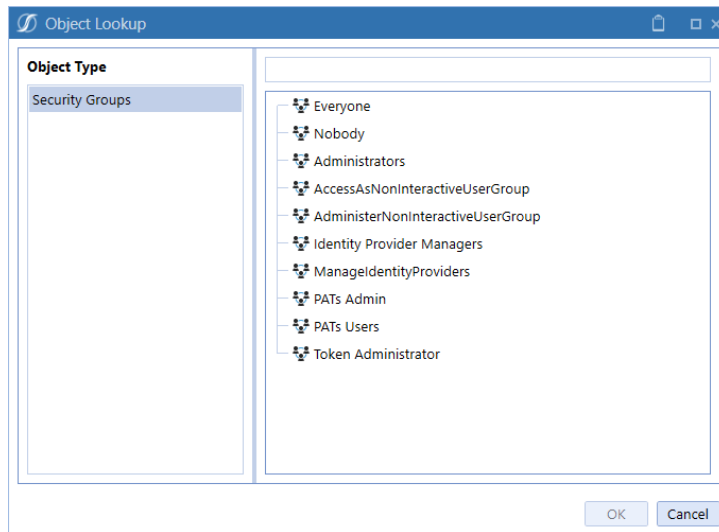 Object Lookup
Object Type
Security Groups
Everyone
Nobody
Administrators
AccessAsNonInteractiveUserGroup
AdministerNonInteractiveUserGroup
Identity Provider Managers
ManageIdentityProviders
PATs Admin
PATs Users
Token Administrator
OK
Cancel